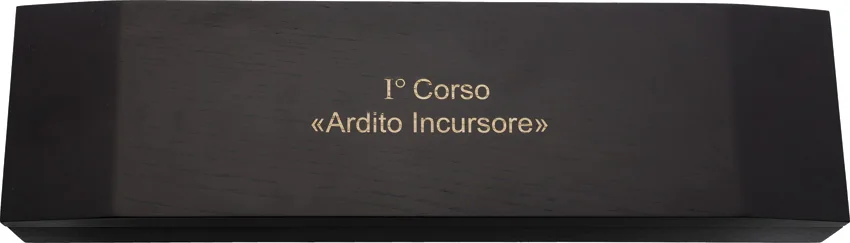 I° Corso
«Ardito Incursore»